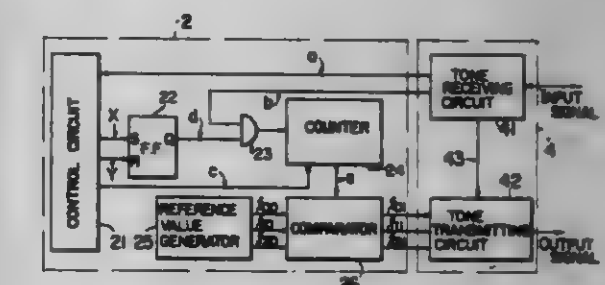 2
a
TONE
RECEIVING
CIRCUIT
INPUT
SIGNAL
41
4
b
22
X
S
Q
FF
Y
d
23
COUNTER
24
43
42
c
CONTROL CIRCUIT
21
25
REFERENCE
VALUE
GENERATOR
COMPARATOR
26
TONE
TRANSMITTING
CIRCUIT
OUTPUT
SIGNAL